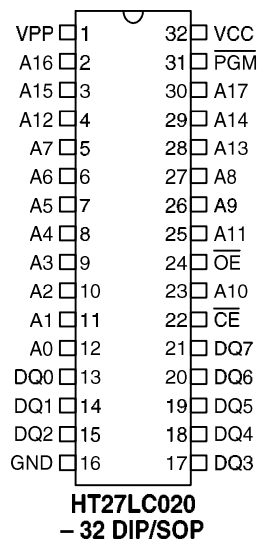 VPP 1 32 VCC
A16 2 31 P̅G̅M̅
A15 3 30 A17
A12 4 29 A14
A7 5 28 A13
A6 6 27 A8
A5 7 26 A9
A4 8 25 A11
A3 9 24 O̅E̅
A2 10 23 A10
A1 11 22 C̅E̅
A0 12 21 DQ7
DQ0 13 20 DQ6
DQ1 14 19 DQ5
DQ2 15 18 DQ4
GND 16 17 DQ3
HT27LC020
– 32 DIP/SOP